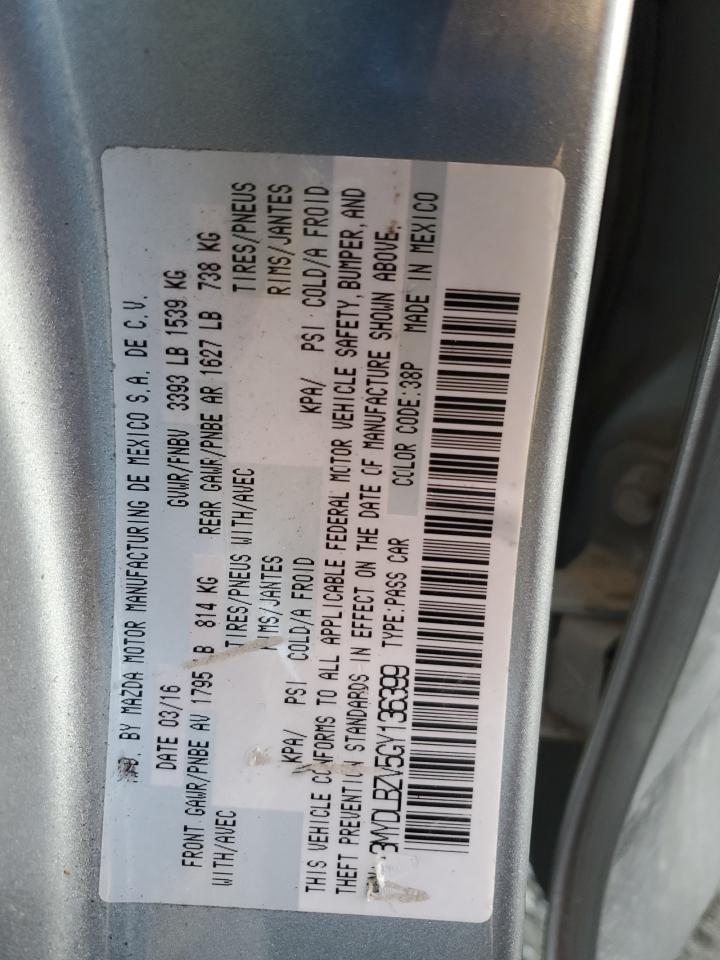 BY MAZDA MOTOR MANUFACTURING DE MEXICO S.A. DE C.V.
DATE 03/16 GVWR/PNBV 3393 LB 1539 KG
FRONT GAWR/PNBE AV 1795 LB 814 KG REAR GAWR/PNBE AR 1627 LB 738 KG
WITH/AVEC TIRES/PNEUS WITH/AVEC TIRES/PNEUS
RIMS/JANTES RIMS/JANTES
KPA/ PSI COLD/A FROID KPA/ PSI COLD/A FROID
THIS VEHICLE CONFORMS TO ALL APPLICABLE FEDERAL MOTOR VEHICLE SAFETY, BUMPER, AND
THEFT PREVENTION STANDARDS IN EFFECT ON THE DATE OF MANUFACTURE SHOWN ABOVE.
3MYDLBZV5GY136399 TYPE:PASS CAR COLOR CODE:38P MADE IN MEXICO